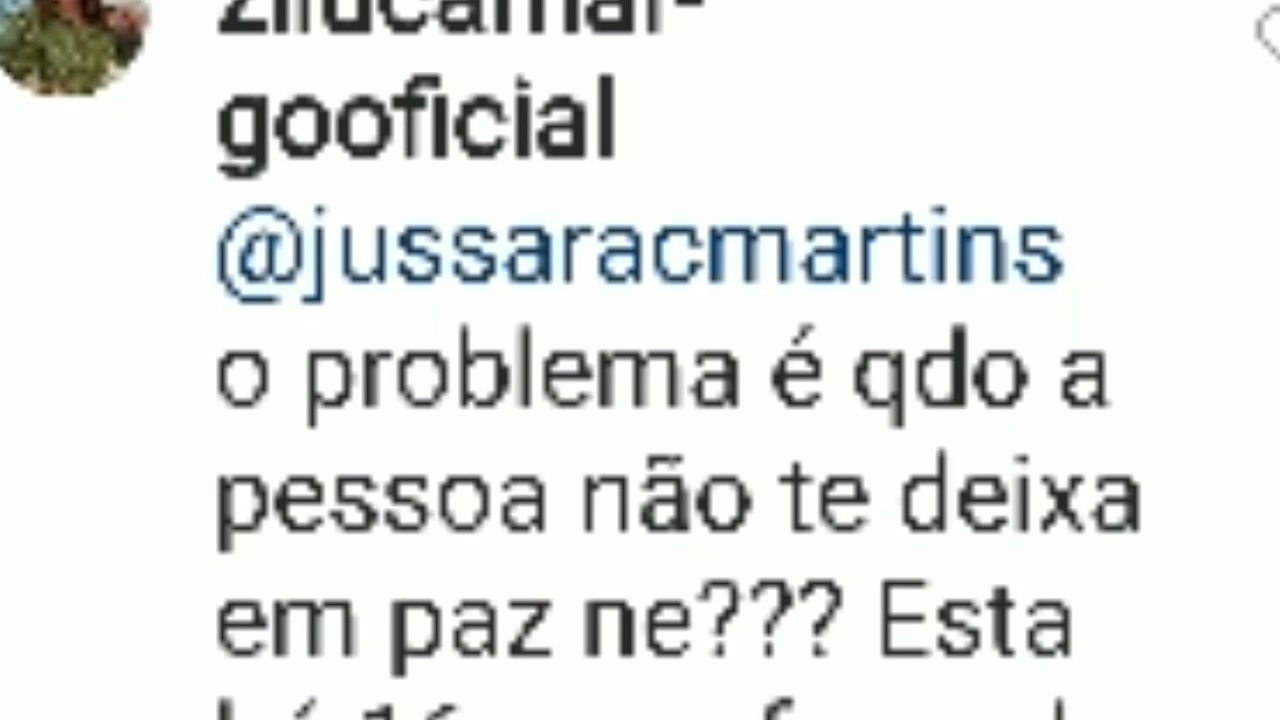 gooficial
@jussaracmartins
o problema é qdo a
pessoa não te deixa
em paz ne??? Esta